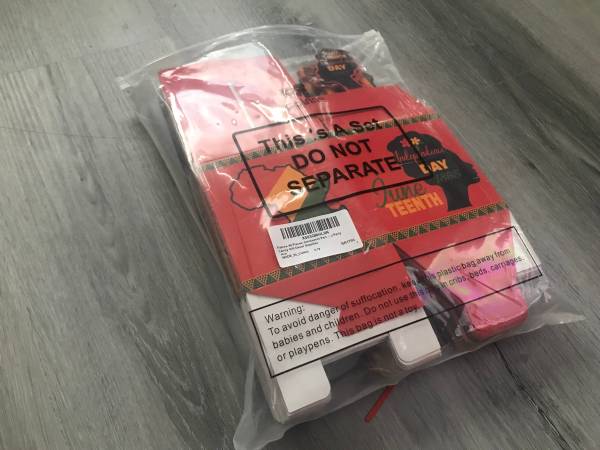 DAY
This is A Set
DO NOT
SEPARATE
Independence
DAY
June
TEENTH
Warning:
To avoid danger of suffocation, keep this plastic bag away from
babies and children. Do not use this bag in cribs, beds, carriages,
or playpens. This bag is not a toy.